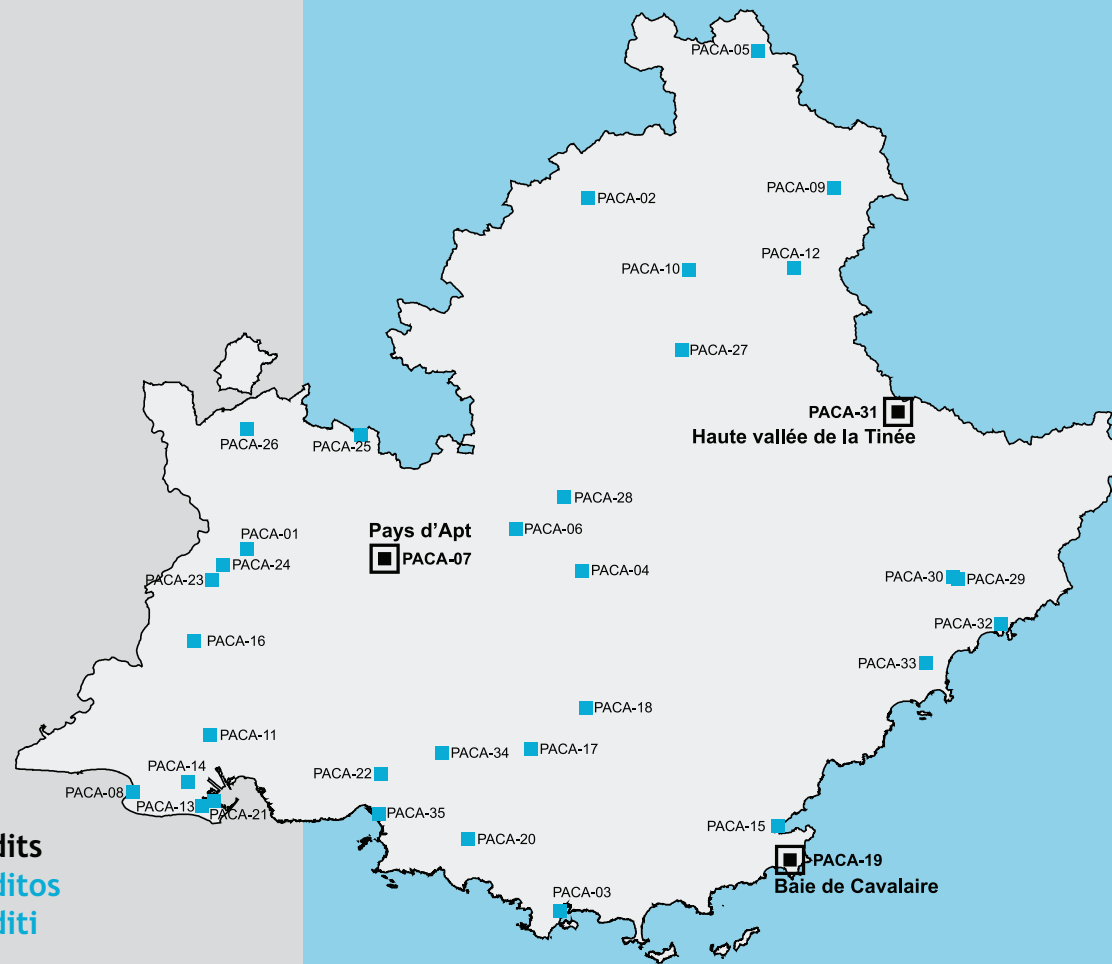 PACA-05
PACA-09
PACA-02
PACA-12
PACA-10
PACA-27
PACA-31
Haute vallée de la Tinée
PACA-26
PACA-25
PACA-28
Pays d’Apt
PACA-06
PACA-01
PACA-07
PACA-24
PACA-04
PACA-23
PACA-30
PACA-29
PACA-32
PACA-16
PACA-33
PACA-18
PACA-11
PACA-17
PACA-34
PACA-14
PACA-22
PACA-08
PACA-13
PACA-21
PACA-35
PACA-15
PACA-20
dits
PACA-19
ditos
Baie de Cavalaire
PACA-03
diti